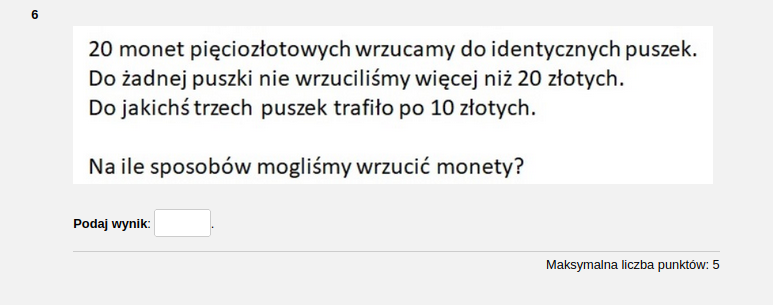 6
20 monet pięciozłotowych wrzucamy do identycznych puszek.
Do żadnej puszki nie wrzuciliśmy więcej niż 20 złotych.
Do jakichś trzech puszek trafiło po 10 złotych.
Na ile sposobów mogliśmy wrzucić monety?
Podaj wynik: .
Maksymalna liczba punktów: 5